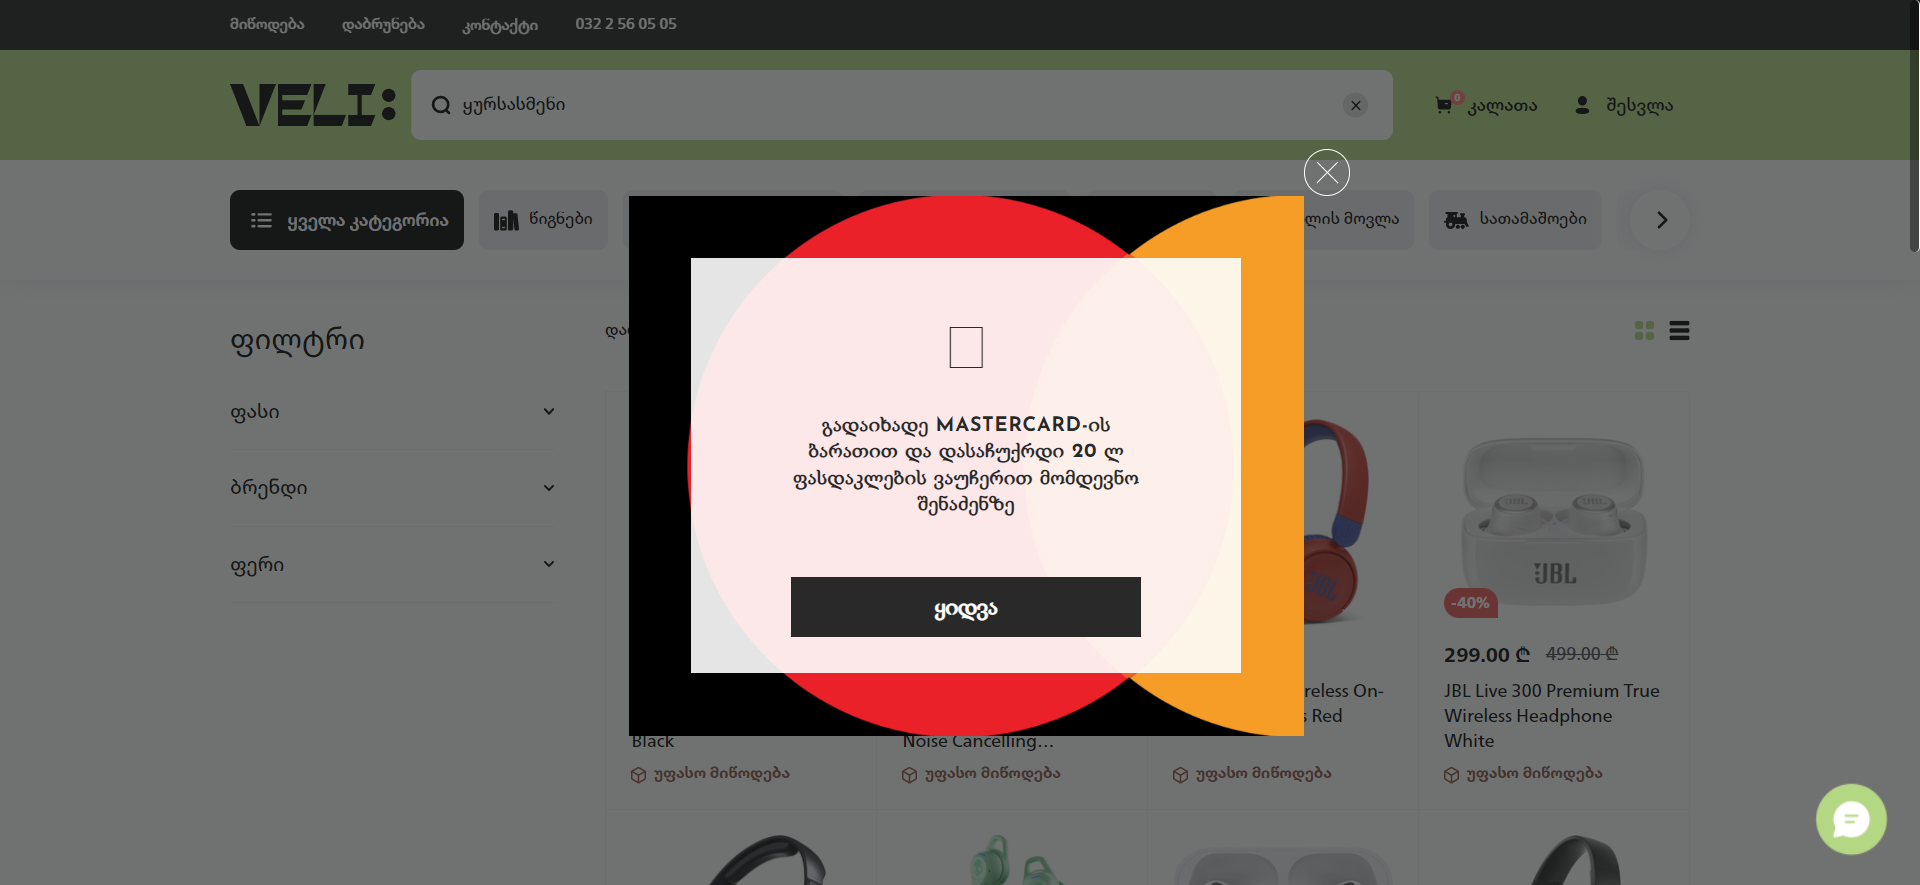 მიწოდება დაბრუნება კონტაქტი 032 2 56 05 05
VELI:
ყურსასმენი
0
კალათა
შესვლა
ყველა კატეგორია
წიგნები
ლის მოვლა
სათამაშოები
ფილტრი
ფასი
ბრენდი
ფერი
გადაიხადე MASTERCARD-ის
ბარათით და დასაჩუქრდი 20 ლ
ფასდაკლების ვაუჩერით მომდევნო
შენაძენზე
ყიდვა
JBL
JBL
-40%
299.00 ₾ 499.00 ₾
reless On-
s Red
JBL Live 300 Premium True
Wireless Headphone
White
Black
Noise Cancelling...
უფასო მიწოდება
უფასო მიწოდება
უფასო მიწოდება
უფასო მიწოდება